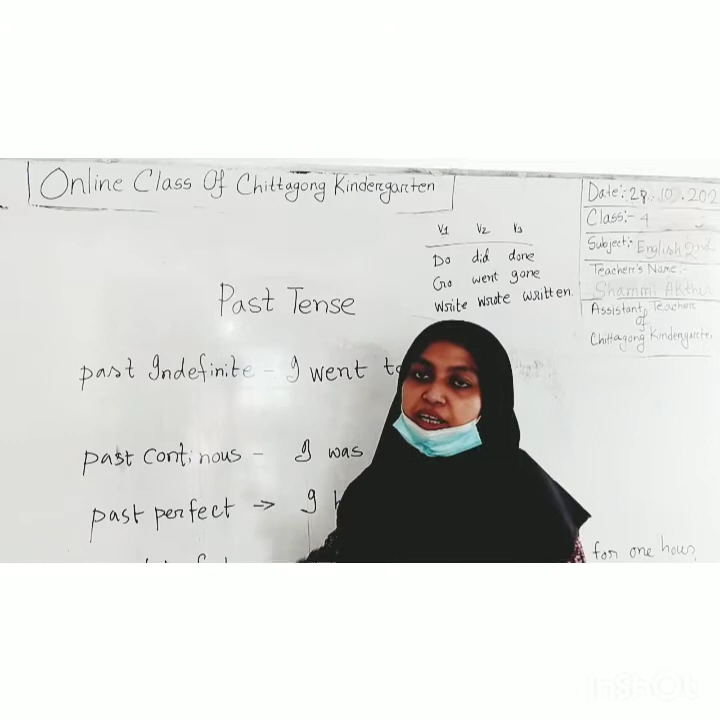 Online Class Of Chittagong Kindergarten
Date:- 28.10.202
Class:- 4
Subject:- English 2nd
Teacher's Name:-
Shammi Akther
Assistant Teacher
Of
Chittagong Kindergarten
V1 V2 V3
Do did done
Go went gone
Write wrote written
Past Tense
past Indefinite - I went to
past continous - I was
past perfect → I
for one hour
InShOt